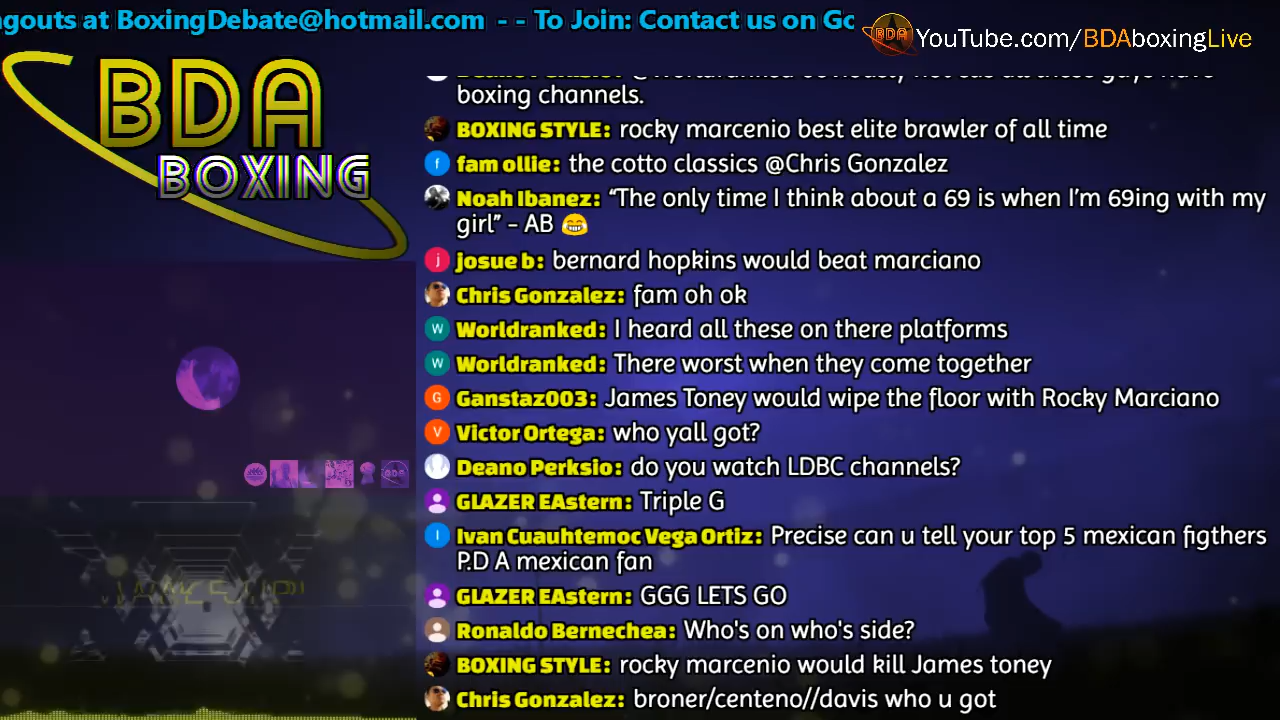 ngouts at BoxingDebate@hotmail.com - - To Join: Contact us on Go
BDA
YouTube.com/BDAboxingLive
BDA
BOXING
boxing channels.
BOXING STYLE: rocky marcenio best elite brawler of all time
fam ollie: the cotto classics @Chris Gonzalez
Noah Ibanez: “The only time I think about a 69 is when I’m 69ing with my
girl” - AB 😂
josue b: bernard hopkins would beat marciano
Chris Gonzalez: fam oh ok
W Worldranked: I heard all these on there platforms
W Worldranked: There worst when they come together
G Ganstaz003: James Toney would wipe the floor with Rocky Marciano
V Victor Ortega: who yall got?
Deano Perksio: do you watch LDBC channels?
GLAZER EAstern: Triple G
I Ivan Cuauhtemoc Vega Ortiz: Precise can u tell your top 5 mexican figthers
P.D A mexican fan
GLAZER EAstern: GGG LETS GO
Ronaldo Bernechea: Who's on who's side?
BOXING STYLE: rocky marcenio would kill James toney
Chris Gonzalez: broner/centeno//davis who u got